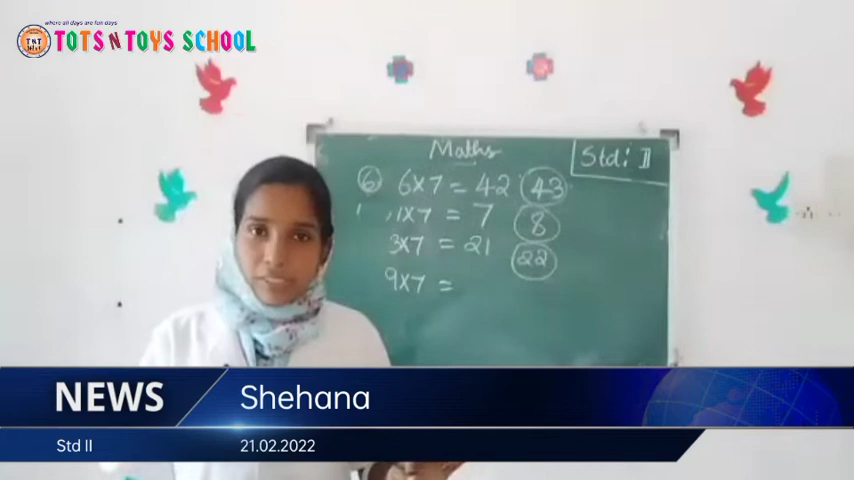 where all days are fun days
TOTS N TOYS SCHOOL
TNT
Maths
Std: II
6 6x7 = 42 43
1x7 = 7 8
3x7 = 21 22
9x7 =
NEWS
Shehana
Std II
21.02.2022